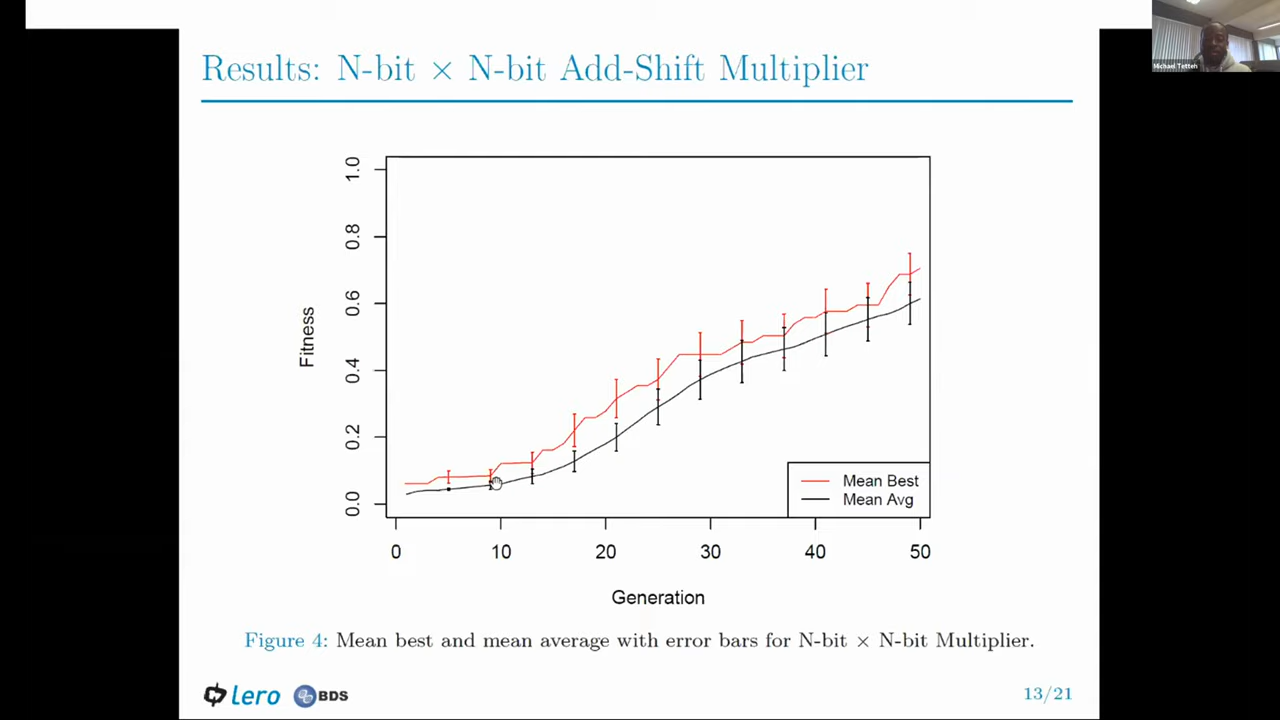 Results: N-bit × N-bit Add-Shift Multiplier
Michael Tetteh
1.0
0.8
0.6
0.4
0.2
0.0
Fitness
Mean Best
Mean Avg
0 10 20 30 40 50
Generation
Figure 4: Mean best and mean average with error bars for N-bit × N-bit Multiplier.
Lero BDS 13/21